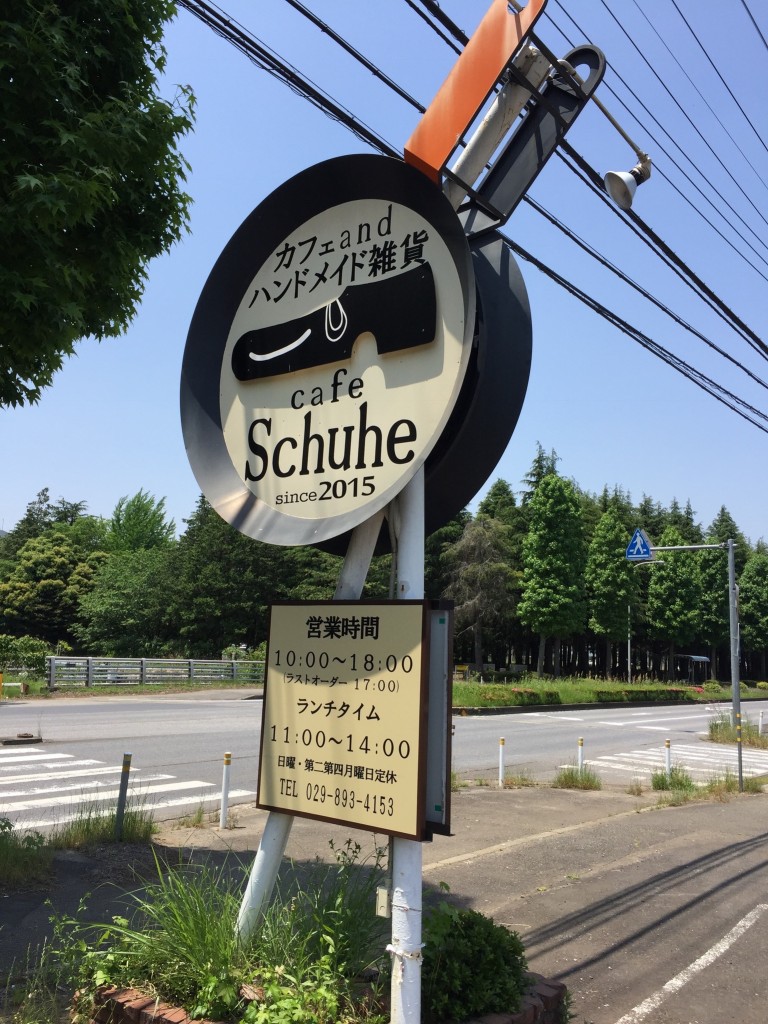 カフェand
ハンドメイド雑貨
cafe
Schuhe
since2015
営業時間
10:00〜18:00
(ラストオーダー 17:00)
ランチタイム
11:00〜14:00
日曜・第二第四月曜日定休
TEL 029-893-4153